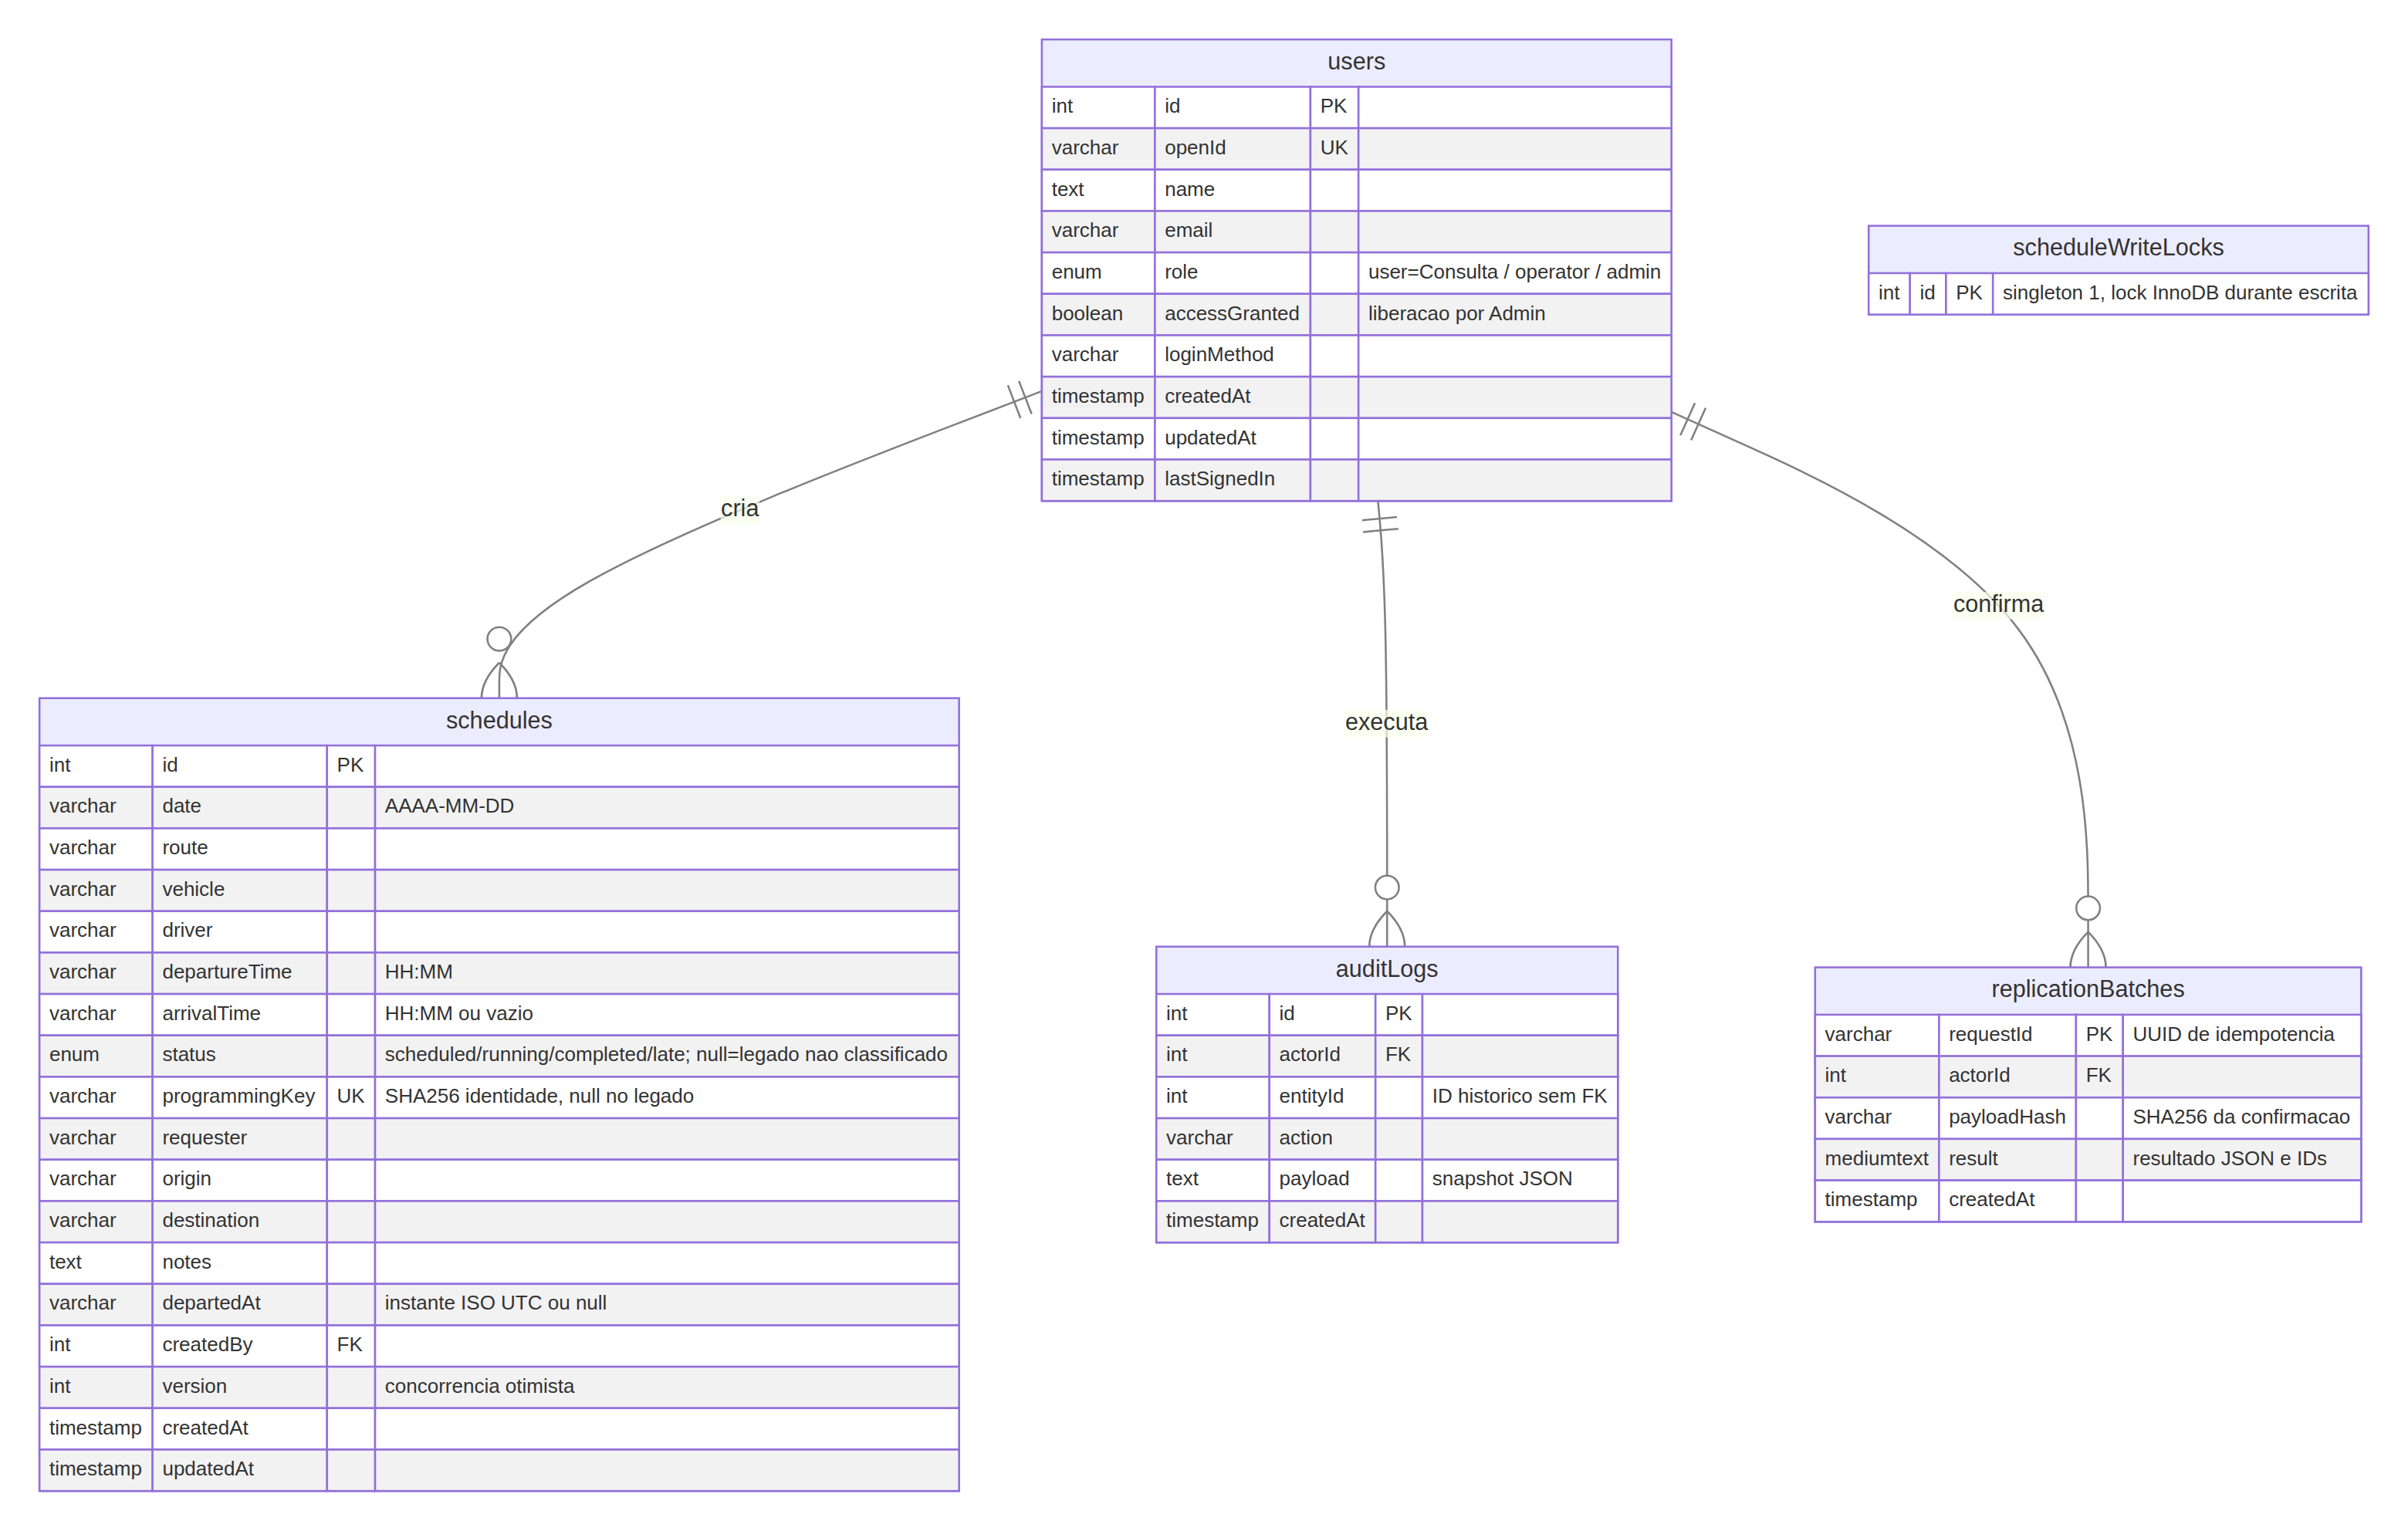 users
int id PK
varchar openId UK
text name
varchar email
enum role user=Consulta / operator / admin
boolean accessGranted liberacao por Admin
varchar loginMethod
timestamp createdAt
timestamp updatedAt
timestamp lastSignedIn
scheduleWriteLocks
int id PK singleton 1, lock InnoDB durante escrita
cria
executa
confirma
schedules
int id PK
varchar date AAAA-MM-DD
varchar route
varchar vehicle
varchar driver
varchar departureTime HH:MM
varchar arrivalTime HH:MM ou vazio
enum status scheduled/running/completed/late; null=legado nao classificado
varchar programmingKey UK SHA256 identidade, null no legado
varchar requester
varchar origin
varchar destination
text notes
varchar departedAt instante ISO UTC ou null
int createdBy FK
int version concorrencia otimista
timestamp createdAt
timestamp updatedAt
auditLogs
int id PK
int actorId FK
int entityId ID historico sem FK
varchar action
text payload snapshot JSON
timestamp createdAt
replicationBatches
varchar requestId PK UUID de idempotencia
int actorId FK
varchar payloadHash SHA256 da confirmacao
mediumtext result resultado JSON e IDs
timestamp createdAt